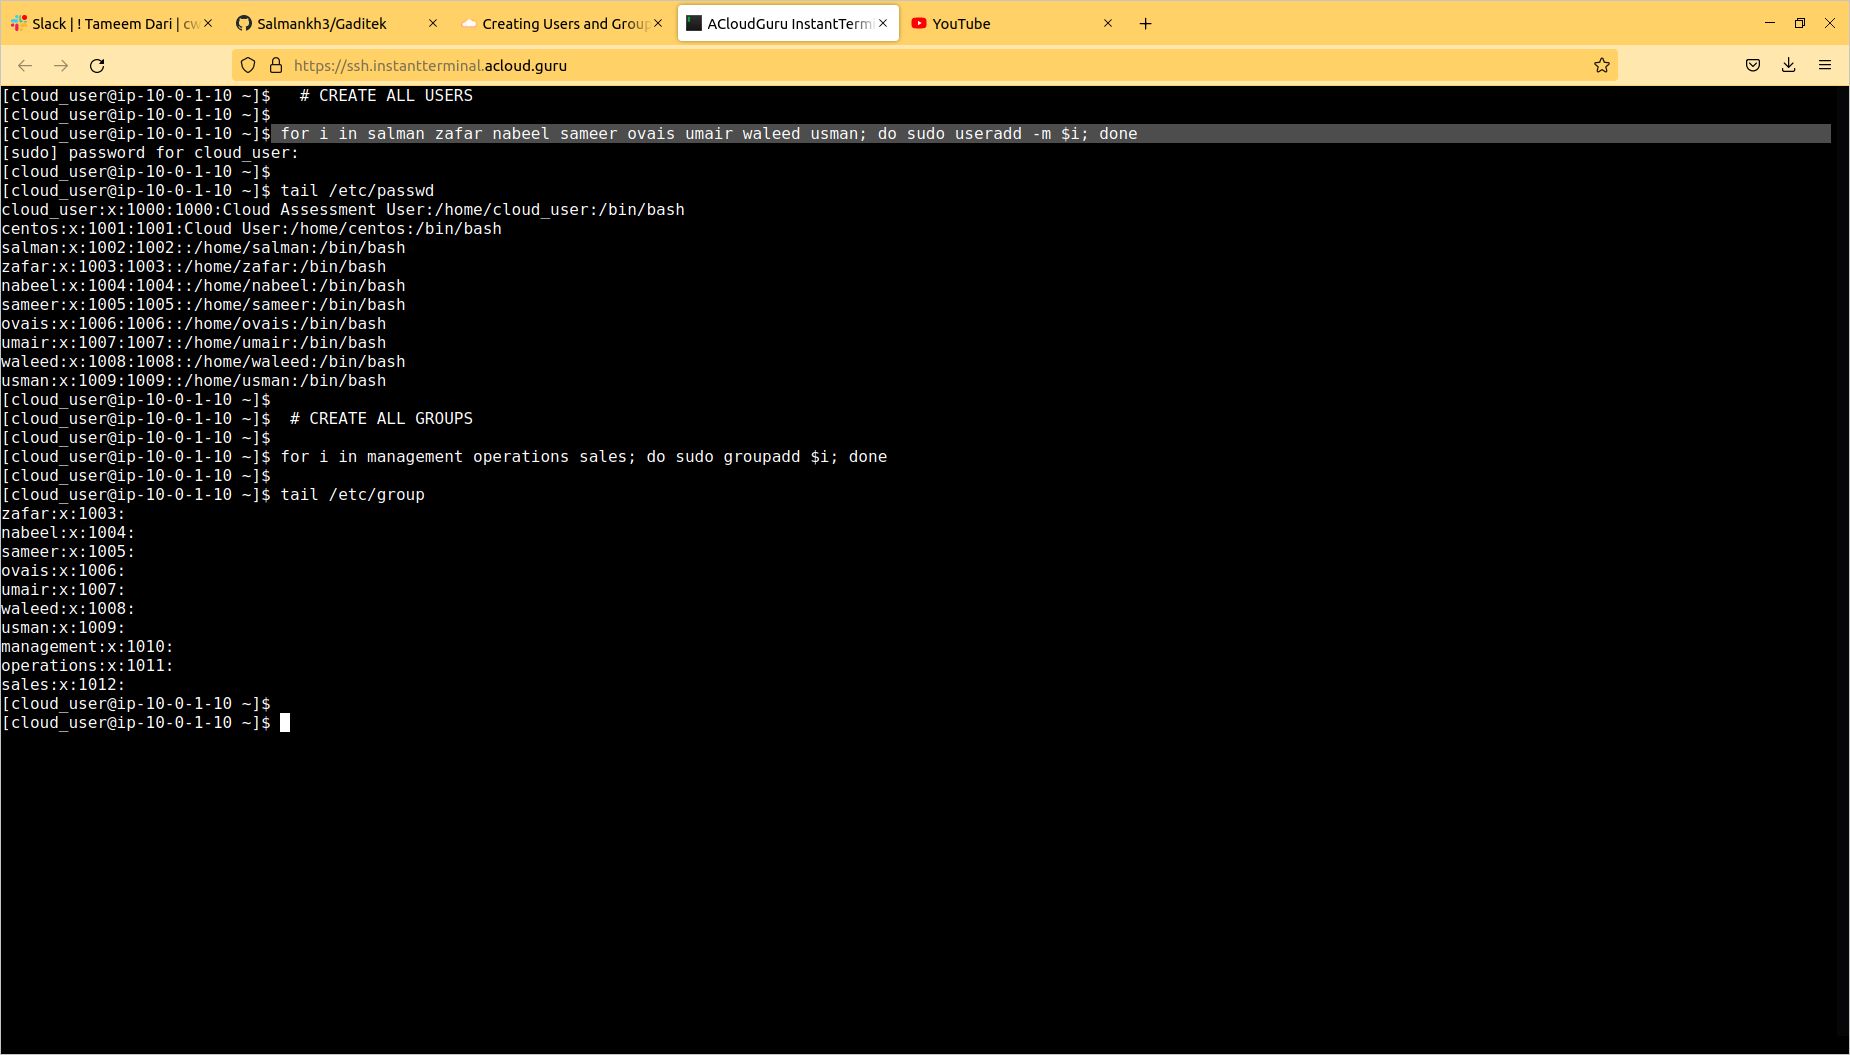 Slack | ! Tameem Dari | cw
Salmankh3/Gaditek
Creating Users and Group
ACloudGuru InstantTermi
YouTube
https://ssh.instantterminal.acloud.guru
[cloud_user@ip-10-0-1-10 ~]$   # CREATE ALL USERS
[cloud_user@ip-10-0-1-10 ~]$
[cloud_user@ip-10-0-1-10 ~]$ for i in salman zafar nabeel sameer ovais umair waleed usman; do sudo useradd -m $i; done
[sudo] password for cloud_user:
[cloud_user@ip-10-0-1-10 ~]$
[cloud_user@ip-10-0-1-10 ~]$ tail /etc/passwd
cloud_user:x:1000:1000:Cloud Assessment User:/home/cloud_user:/bin/bash
centos:x:1001:1001:Cloud User:/home/centos:/bin/bash
salman:x:1002:1002::/home/salman:/bin/bash
zafar:x:1003:1003::/home/zafar:/bin/bash
nabeel:x:1004:1004::/home/nabeel:/bin/bash
sameer:x:1005:1005::/home/sameer:/bin/bash
ovais:x:1006:1006::/home/ovais:/bin/bash
umair:x:1007:1007::/home/umair:/bin/bash
waleed:x:1008:1008::/home/waleed:/bin/bash
usman:x:1009:1009::/home/usman:/bin/bash
[cloud_user@ip-10-0-1-10 ~]$
[cloud_user@ip-10-0-1-10 ~]$  # CREATE ALL GROUPS
[cloud_user@ip-10-0-1-10 ~]$
[cloud_user@ip-10-0-1-10 ~]$ for i in management operations sales; do sudo groupadd $i; done
[cloud_user@ip-10-0-1-10 ~]$
[cloud_user@ip-10-0-1-10 ~]$ tail /etc/group
zafar:x:1003:
nabeel:x:1004:
sameer:x:1005:
ovais:x:1006:
umair:x:1007:
waleed:x:1008:
usman:x:1009:
management:x:1010:
operations:x:1011:
sales:x:1012:
[cloud_user@ip-10-0-1-10 ~]$
[cloud_user@ip-10-0-1-10 ~]$